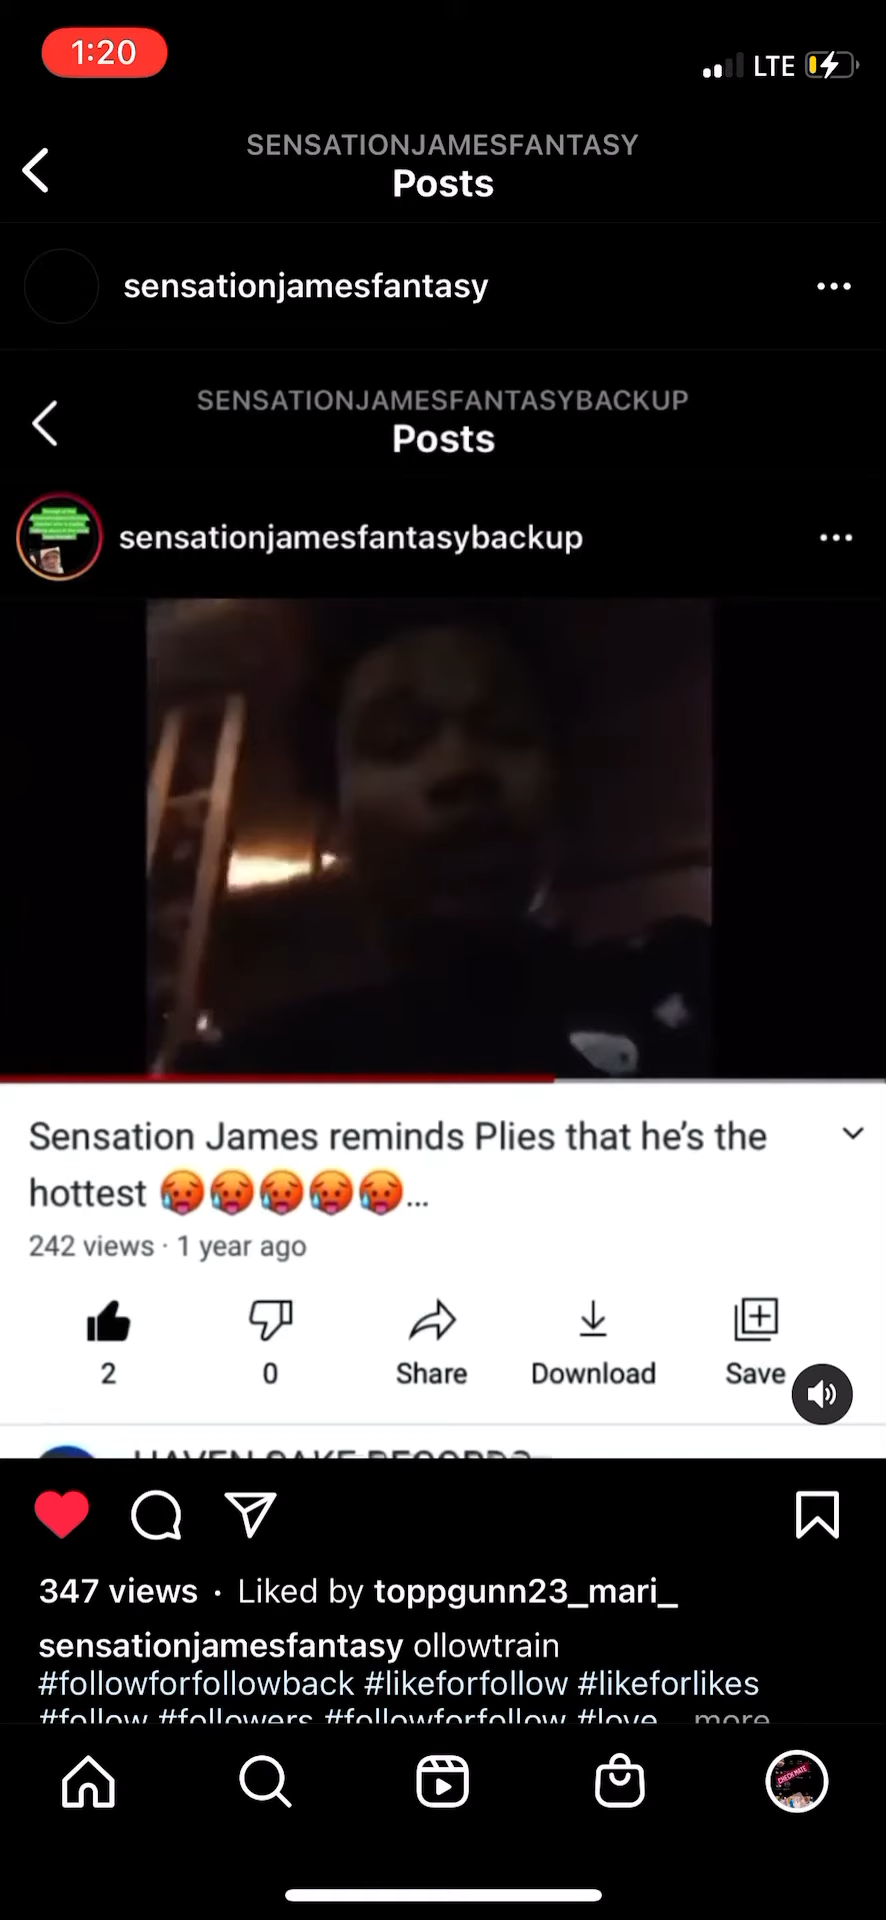 1:20
LTE
SENSATIONJAMESFANTASY
Posts
sensationjamesfantasy
SENSATIONJAMESFANTASYBACKUP
Posts
sensationjamesfantasybackup
Sensation James reminds Plies that he's the
hottest 🥵🥵🥵🥵🥵...
242 views · 1 year ago
2
0
Share
Download
Save
347 views · Liked by toppgunn23_mari_
sensationjamesfantasy ollowtrain
#followforfollowback #likeforfollow #likeforlikes
#follow #followers #followforfollow #love... more
CHECK MATE